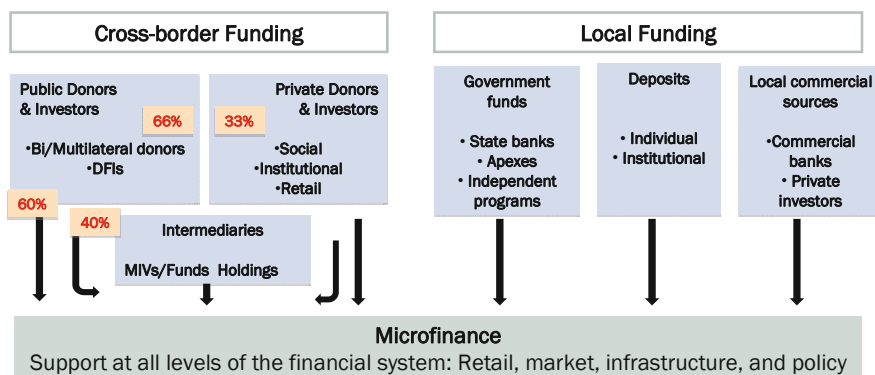 Cross-border Funding
Local Funding
Public Donors
& Investors
66%
•Bi/Multilateral donors
•DFIs
60%
33%
Private Donors
& Investors
•Social
•Institutional
•Retail
40%
Intermediaries
MIVs/Funds Holdings
Government
funds
• State banks
• Apexes
• Independent
programs
Deposits
• Individual
• Institutional
Local commercial
sources
•Commercial
banks
• Private
investors
Microfinance
Support at all levels of the financial system: Retail, market, infrastructure, and policy